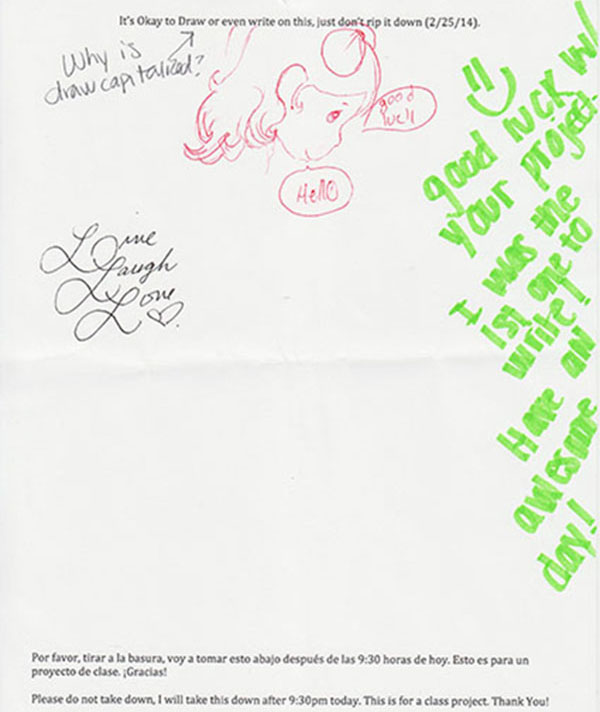 It's Okay to Draw or even write on this, just don't rip it down (2/25/14).
Why is
draw capitalized?
good
luck
Hello
good luck w/
your project.
I was the
1st one to
write!
Have an
awesome
day!
Live
Laugh
Love
Por favor, tirar a la basura, voy a tomar esto abajo después de las 9:30 horas de hoy. Esto es para un
proyecto de clase. ¡Gracias!
Please do not take down, I will take this down after 9:30pm today. This is for a class project. Thank You!